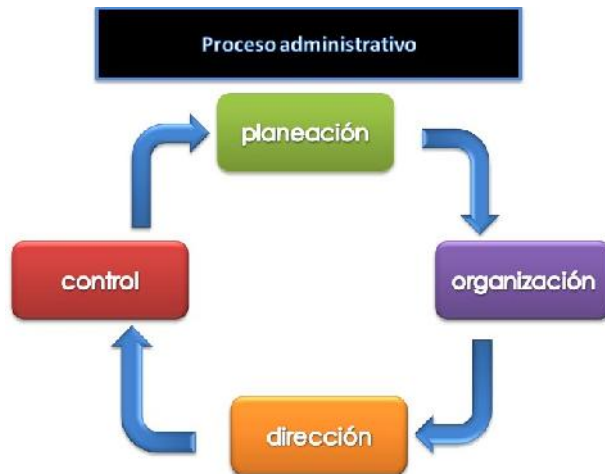 Proceso administrativo
planeación
organización
dirección
control